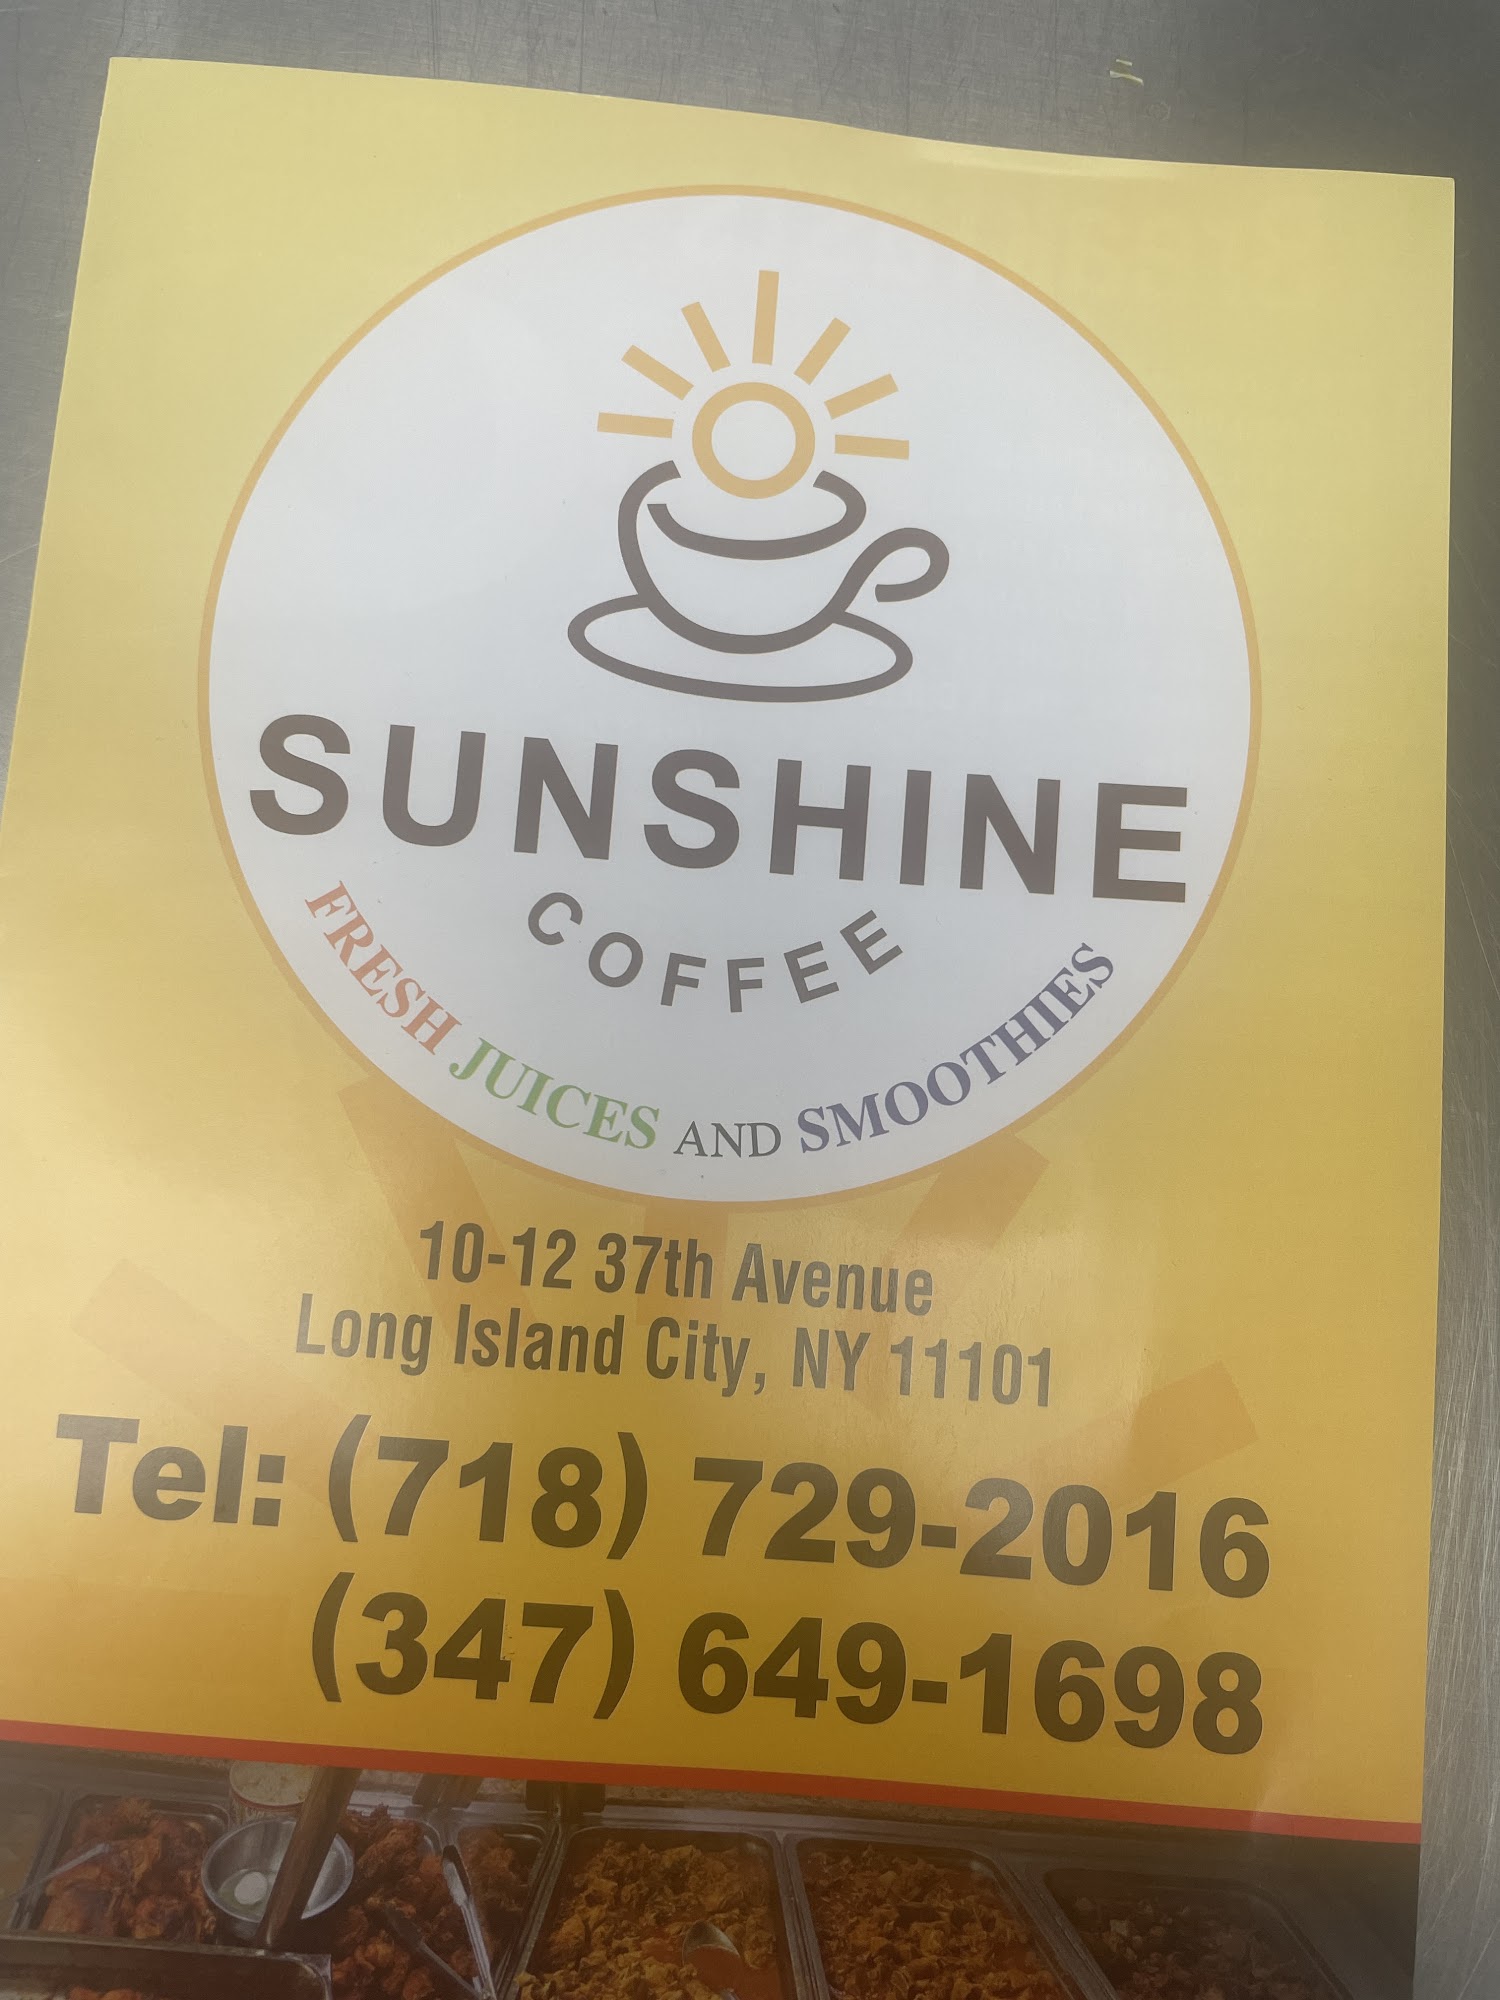 SUNSHINE
COFFEE
FRESH JUICES AND SMOOTHIES
10-12 37th Avenue
Long Island City, NY 11101
Tel: (718) 729-2016
(347) 649-1698